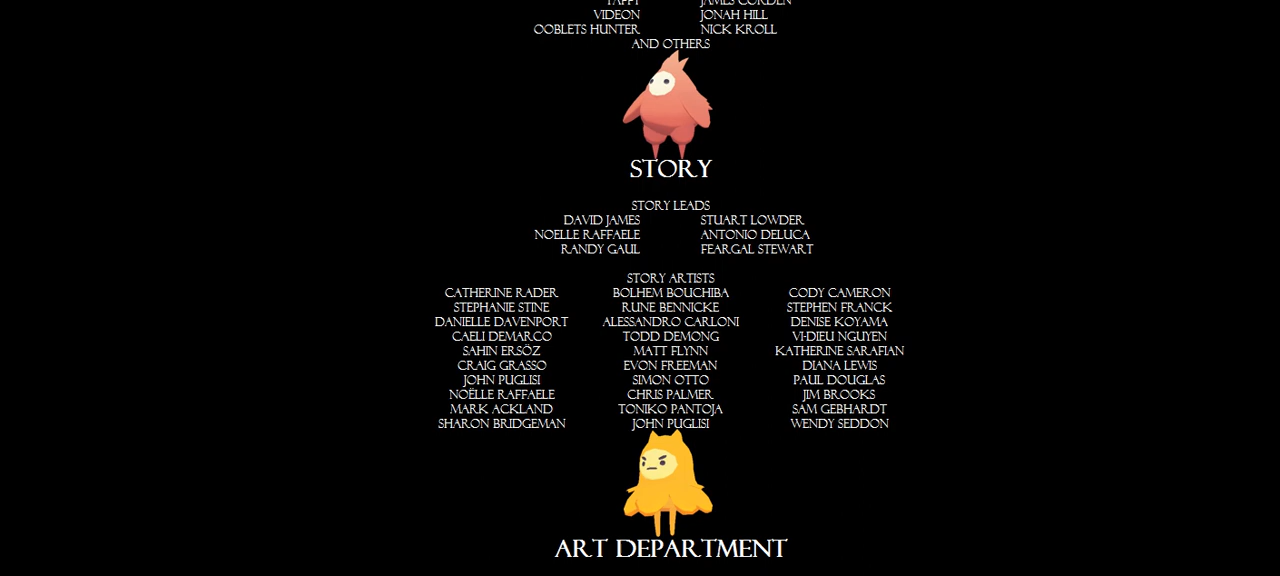 TAFFY JAMES CORDEN
VIDEON JONAH HILL
OOBLETS HUNTER NICK KROLL
AND OTHERS
STORY
STORY LEADS
DAVID JAMES STUART LOWDER
NOELLE RAFFAELE ANTONIO DELUCA
RANDY GAUL FEARGAL STEWART
STORY ARTISTS
CATHERINE RADER BOLHEM BOUCHIBA CODY CAMERON
STEPHANIE STINE RUNE BENNICKE STEPHEN FRANCK
DANIELLE DAVENPORT ALESSANDRO CARLONI DENISE KOYAMA
CAELI DEMARCO TODD DEMONG VI-DIEU NGUYEN
SAHIN ERSÖZ MATT FLYNN KATHERINE SARAFIAN
CRAIG GRASSO EVON FREEMAN DIANA LEWIS
JOHN PUGLISI SIMON OTTO PAUL DOUGLAS
NOËLLE RAFFAELE CHRIS PALMER JIM BROOKS
MARK ACKLAND TONIKO PANTOJA SAM GEBHARDT
SHARON BRIDGEMAN JOHN PUGLISI WENDY SEDDON
ART DEPARTMENT